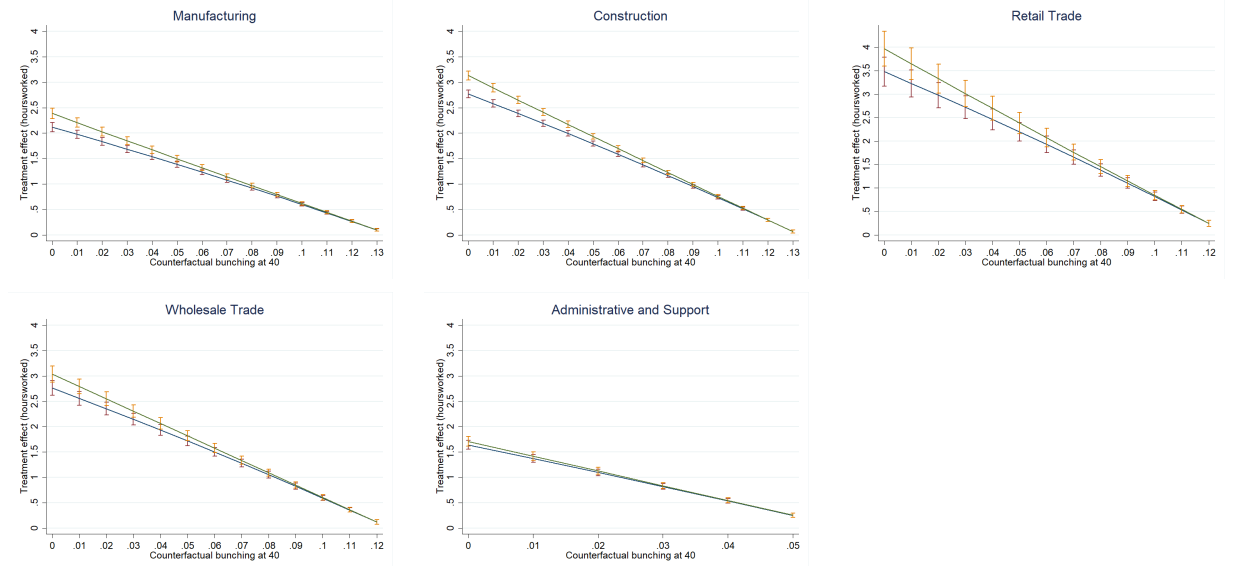 Manufacturing
Treatment effect (hoursworked)
4
3.5
3
2.5
2
1.5
1
.5
0
0 .01 .02 .03 .04 .05 .06 .07 .08 .09 .1 .11 .12 .13
Counterfactual bunching at 40
Construction
Treatment effect (hoursworked)
4
3.5
3
2.5
2
1.5
1
.5
0
0 .01 .02 .03 .04 .05 .06 .07 .08 .09 .1 .11 .12 .13
Counterfactual bunching at 40
Retail Trade
Treatment effect (hoursworked)
4
3.5
3
2.5
2
1.5
1
.5
0
0 .01 .02 .03 .04 .05 .06 .07 .08 .09 .1 .11 .12
Counterfactual bunching at 40
Wholesale Trade
Treatment effect (hoursworked)
4
3.5
3
2.5
2
1.5
1
.5
0
0 .01 .02 .03 .04 .05 .06 .07 .08 .09 .1 .11 .12
Counterfactual bunching at 40
Administrative and Support
Treatment effect (hoursworked)
4
3.5
3
2.5
2
1.5
1
.5
0
0 .01 .02 .03 .04 .05
Counterfactual bunching at 40